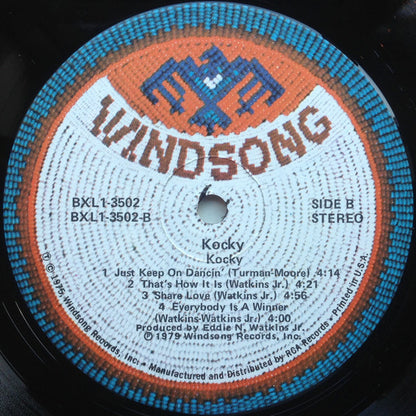 WINDSONG
BXL1-3502
BXL1-3502-B
SIDE B
STEREO
Kocky
Kocky
1 Just Keep On Dancin' (Turman-Moore) 4:14
2 That's How It Is (Watkins Jr.) 4:21
3 Share Love (Watkins Jr.) 4:56
4 Everybody Is A Winner
(Watkins-Watkins Jr.) 4:00
Produced by Eddie N. Watkins Jr.
℗ 1979 Windsong Records, Inc.
TM © 1975, Windsong Records, Inc. • Manufactured and Distributed by RCA Records • Printed in U.S.A.